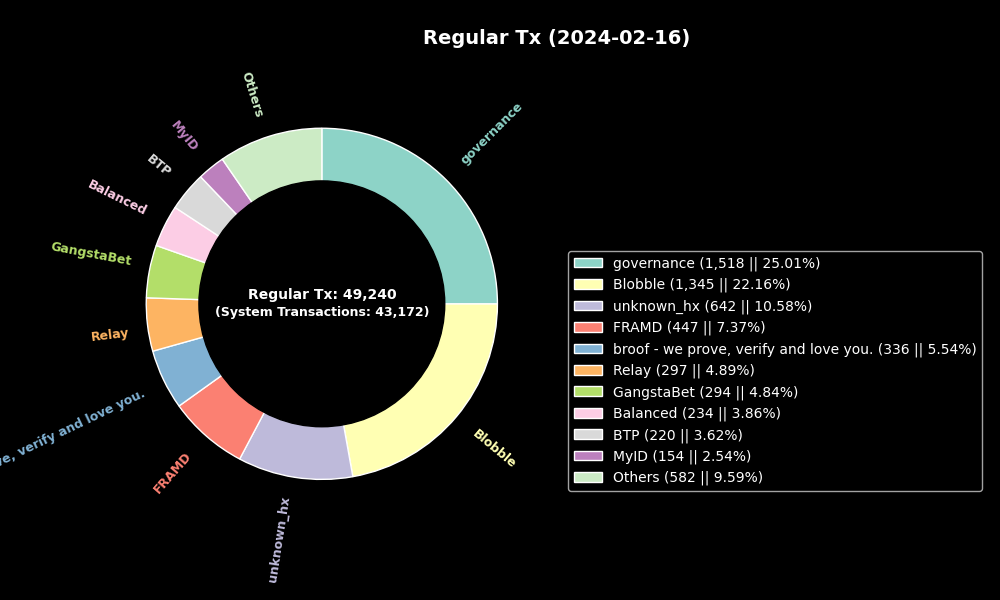 Regular Tx (2024-02-16)
Others
governance
MyID
BTP
Balanced
GangstaBet
Relay
verify and love you.
FRAMD
unknown_hx
Blobble
Regular Tx: 49,240
(System Transactions: 43,172)
governance (1,518 || 25.01%)
Blobble (1,345 || 22.16%)
unknown_hx (642 || 10.58%)
FRAMD (447 || 7.37%)
broof - we prove, verify and love you. (336 || 5.54%)
Relay (297 || 4.89%)
GangstaBet (294 || 4.84%)
Balanced (234 || 3.86%)
BTP (220 || 3.62%)
MyID (154 || 2.54%)
Others (582 || 9.59%)